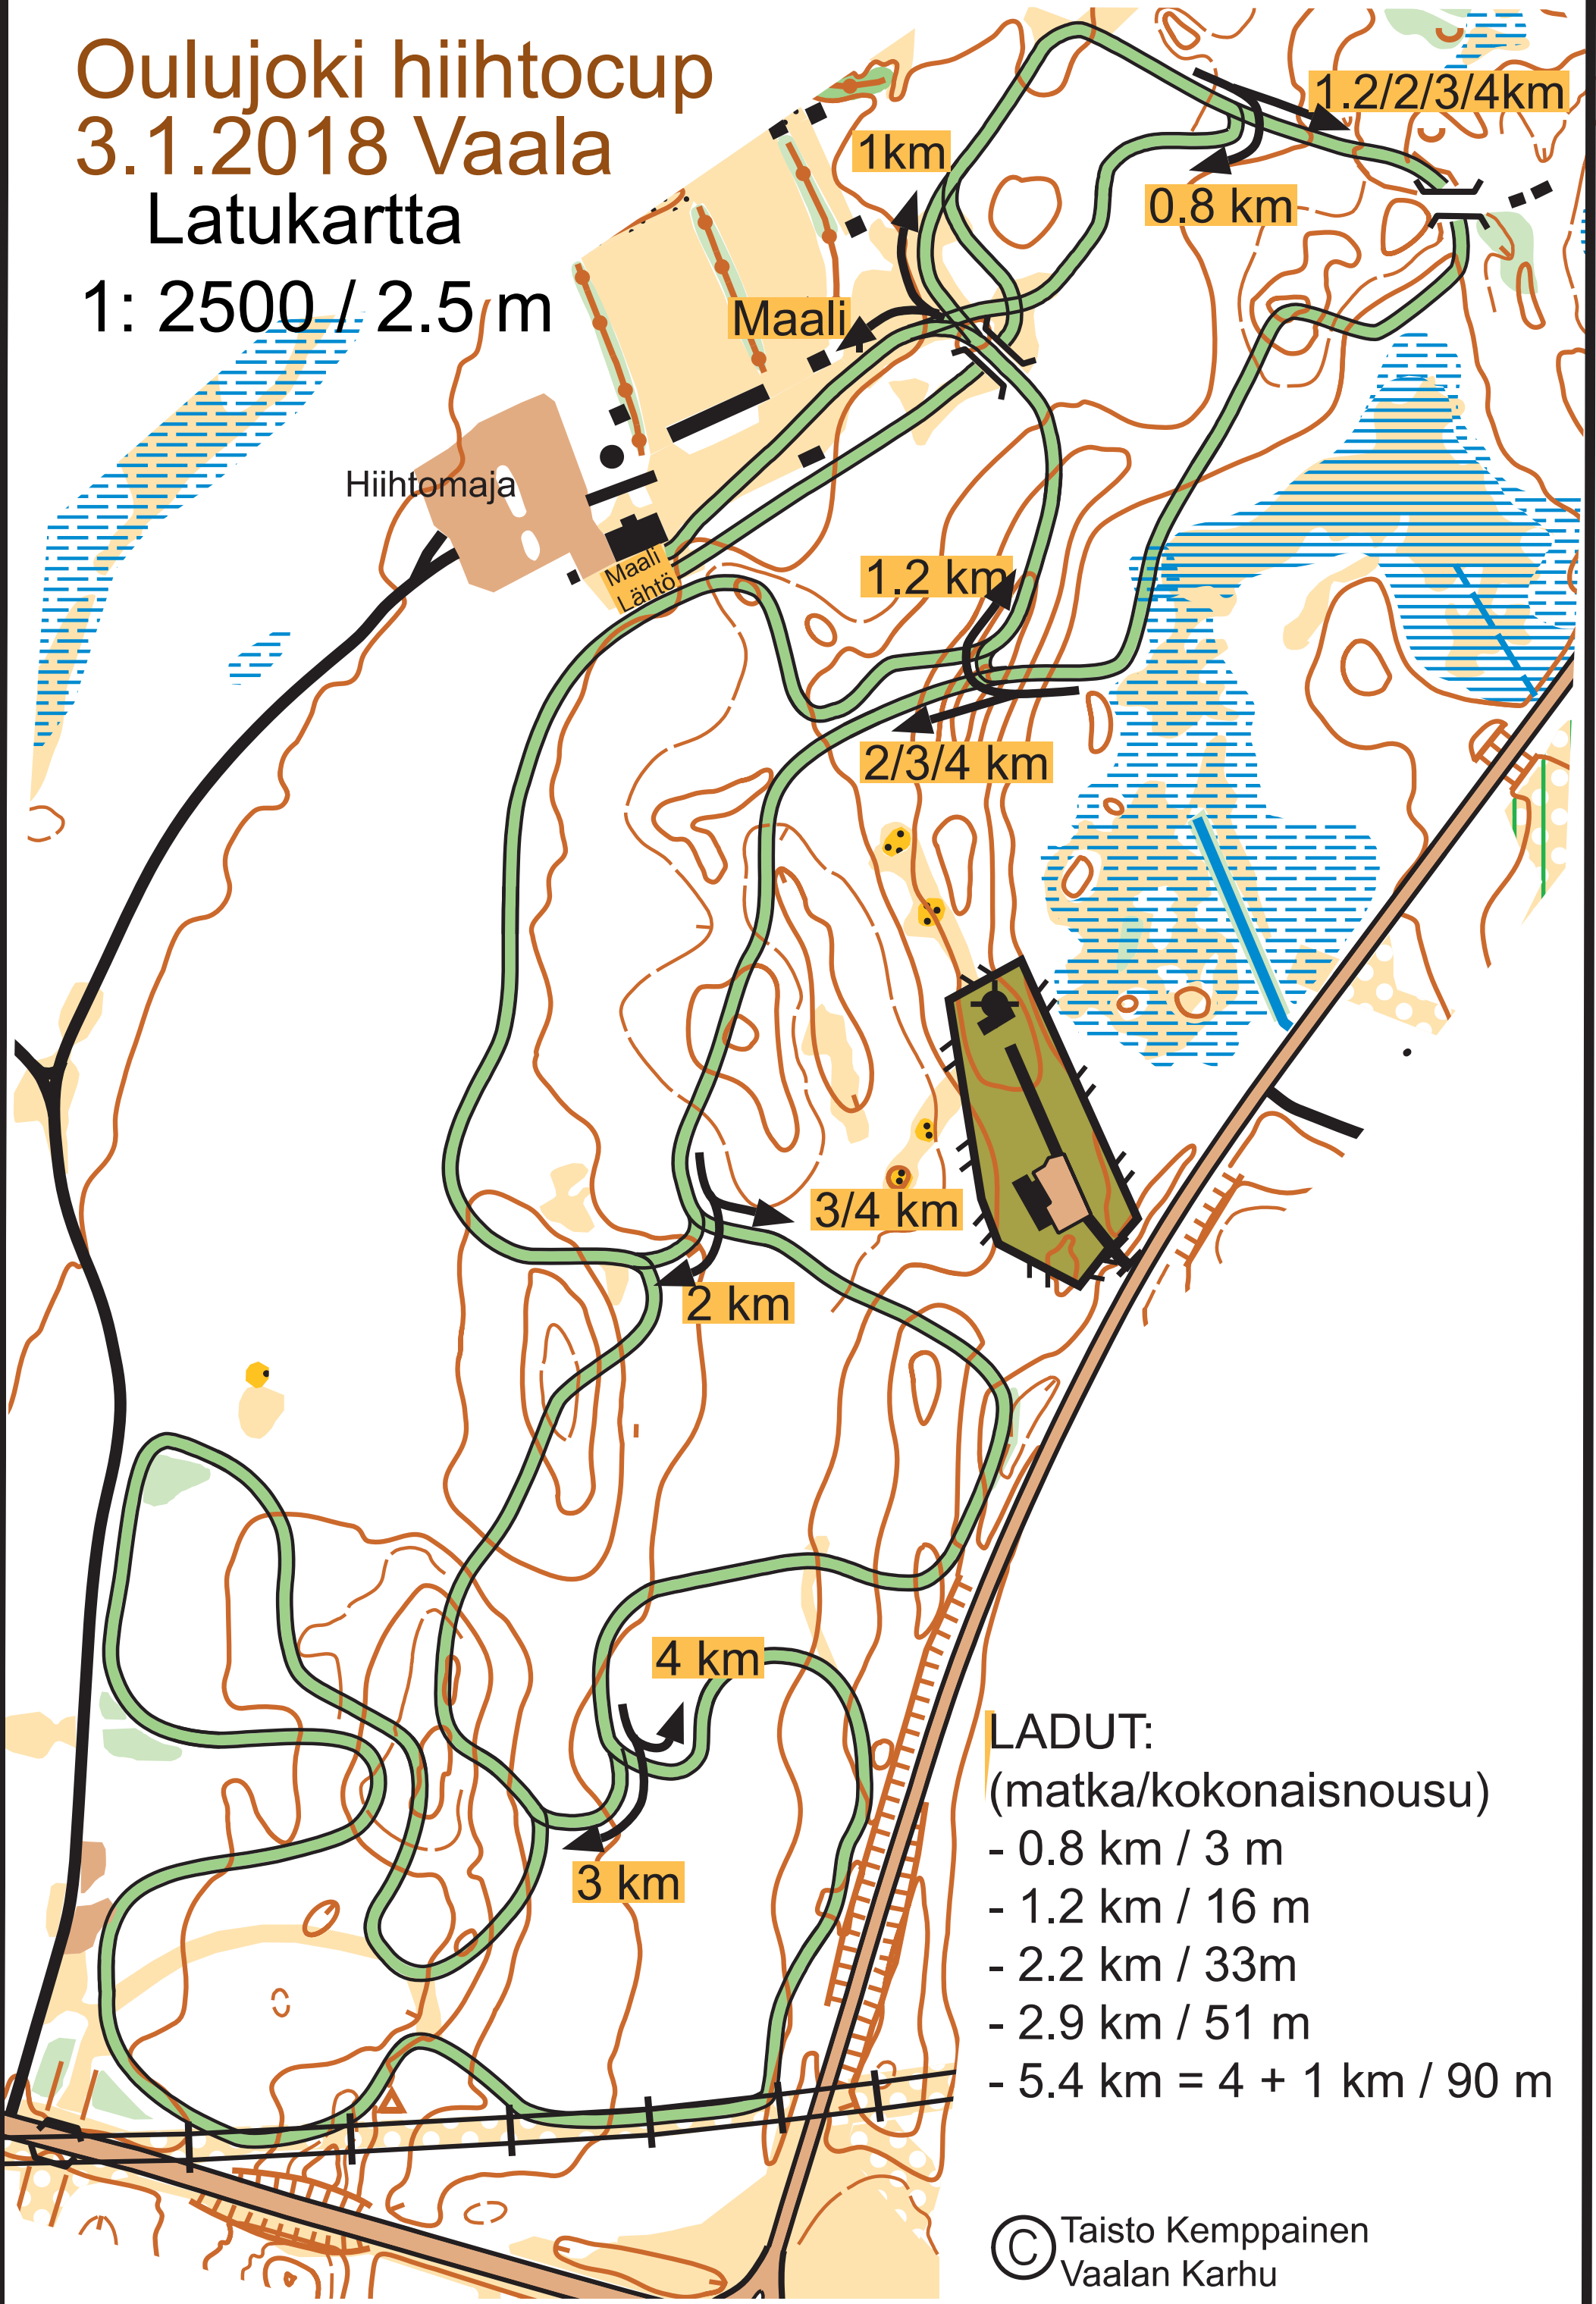 Oulujoki hiihtocup
3.1.2018 Vaala
Latukartta
1: 2500 / 2.5 m
1.2/2/3/4km
1km
0.8 km
Maali
Hiihtomaja
Maali
Lähtö
1.2 km
2/3/4 km
3/4 km
2 km
4 km
3 km
LADUT:
(matka/kokonaisnousu)
- 0.8 km / 3 m
- 1.2 km / 16 m
- 2.2 km / 33m
- 2.9 km / 51 m
- 5.4 km = 4 + 1 km / 90 m
© Taisto Kemppainen
Vaalan Karhu